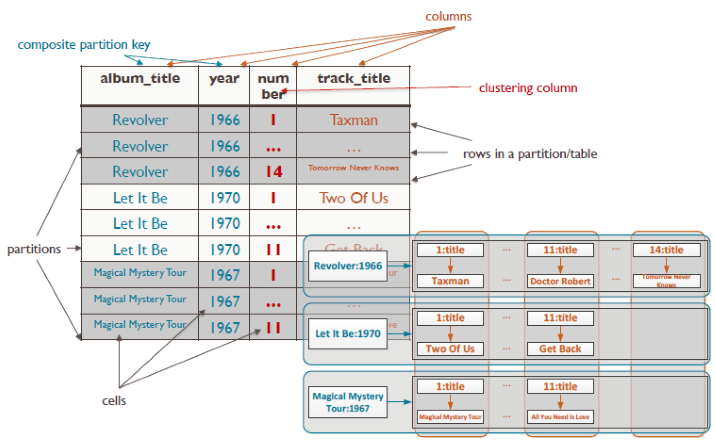 columns
composite partition key
album_title year num ber track_title
clustering column
Revolver 1966 1 Taxman
Revolver 1966 ... ...
rows in a partition/table
Revolver 1966 14 Tomorrow Never Knows
Let It Be 1970 1 Two Of Us
Let It Be 1970 ... ...
partitions
Let It Be 1970 11 Get Back
Magical Mystery Tour 1967 1
Magical Mystery Tour 1967 ... ...
Magical Mystery Tour 1967 11
cells
Revolver:1966
1:title ... 11:title ... 14:title
Taxman ... Doctor Robert ... Tomorrow Never Knows
Let It Be:1970
1:title ... 11:title
Two Of Us ... Get Back
Magical Mystery
Tour:1967
1:title ... 11:title
Magical Mystery Tour ... All You Need Is Love